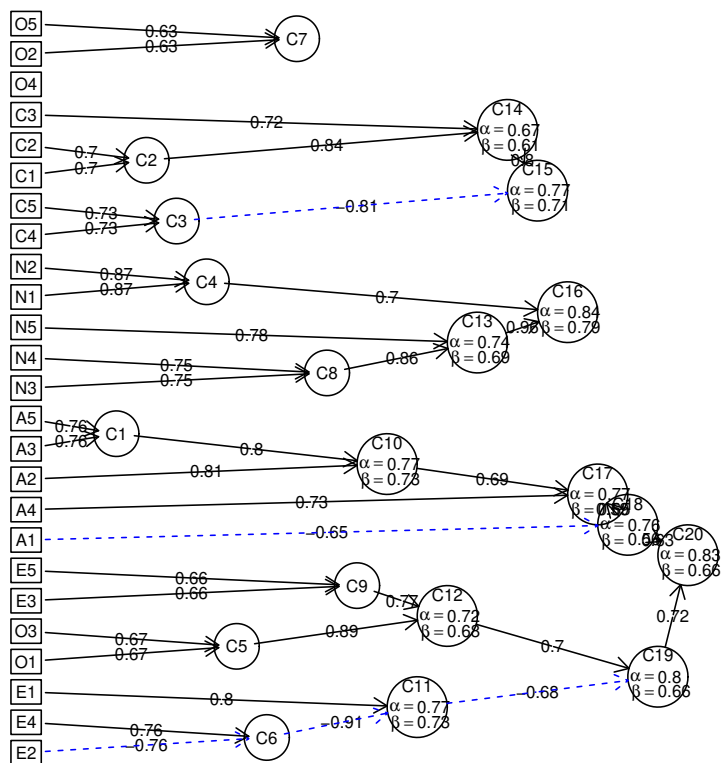 O5
0.63
C7
O2
0.63
O4
C3
0.72
C14
α = 0.67
β = 0.61
C2
0.7
C2
0.84
C1
0.7
0.8
C15
α = 0.77
β = 0.71
C5
0.73
C3
−0.81
C4
0.73
N2
0.87
C4
0.7
N1
0.87
C16
α = 0.84
β = 0.79
N5
0.78
C13
α = 0.74
β = 0.69
0.96
N4
0.75
C8
0.86
N3
0.75
A5
0.76
C1
0.8
A3
0.76
C10
α = 0.77
β = 0.73
A2
0.81
0.69
C17
α = 0.77
A4
0.73
A1
−0.65
C18
α = 0.76
C20
α = 0.83
β = 0.66
E5
0.66
C9
0.77
E3
0.66
C12
α = 0.72
β = 0.68
O3
0.67
C5
0.89
O1
0.67
0.7
0.72
C19
α = 0.8
β = 0.66
E1
0.8
C11
α = 0.77
β = 0.73
−0.68
E4
0.76
C6
−0.91
E2
−0.76